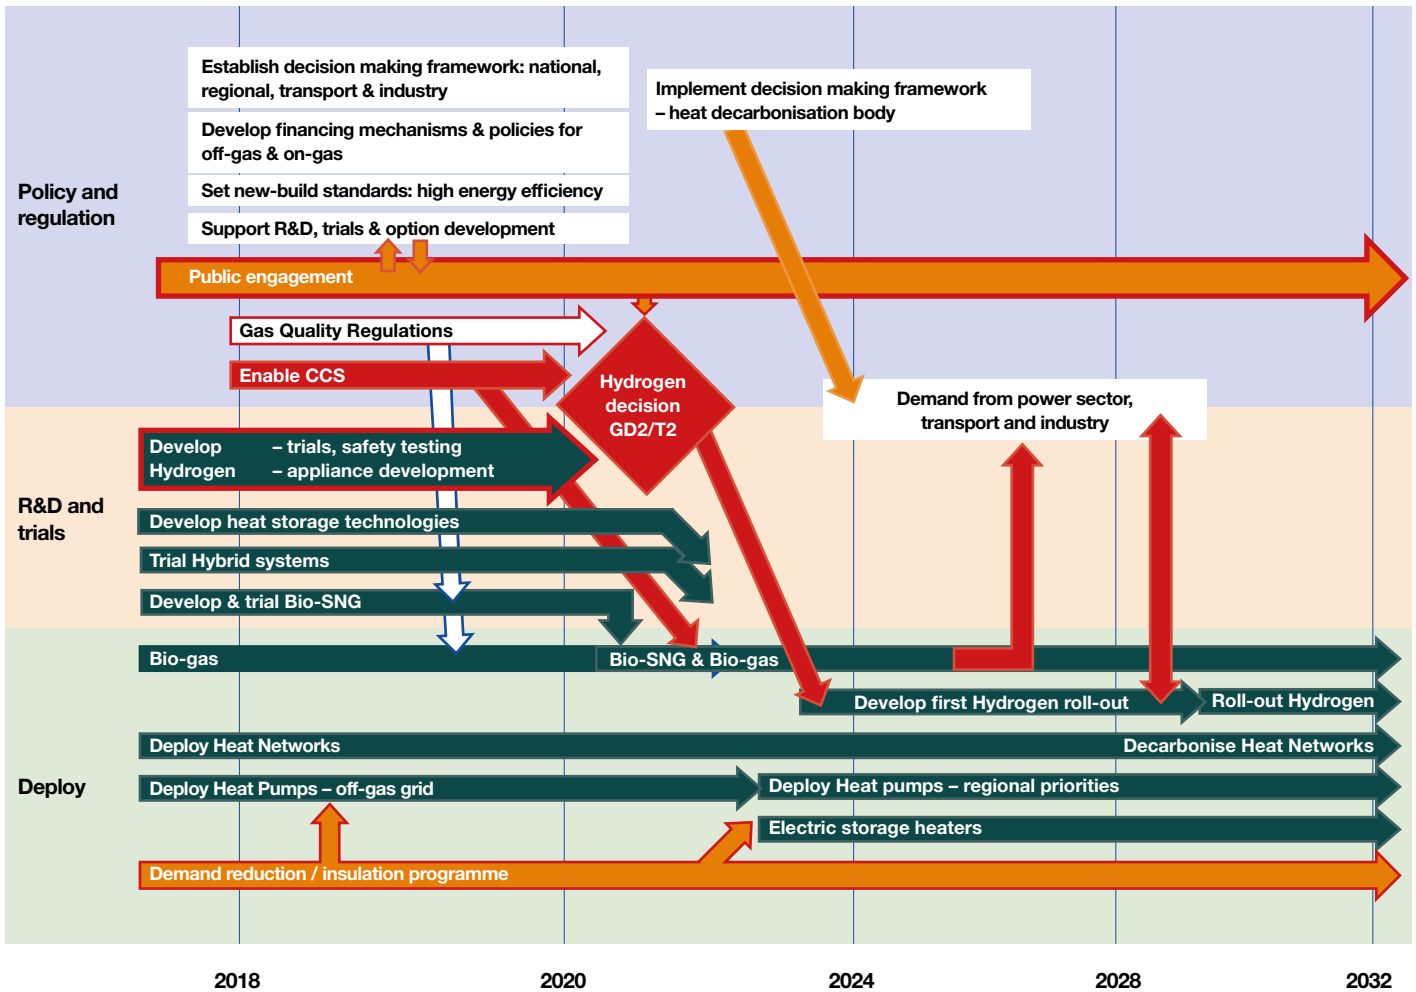 Establish decision making framework: national,
regional, transport & industry
Develop financing mechanisms & policies for
off-gas & on-gas
Set new-build standards: high energy efficiency
Support R&D, trials & option development
Implement decision making framework
– heat decarbonisation body
Policy and
regulation
Public engagement
Gas Quality Regulations
Enable CCS
Hydrogen
decision
GD2/T2
Demand from power sector,
transport and industry
R&D and
trials
Develop – trials, safety testing
Hydrogen – appliance development
Develop heat storage technologies
Trial Hybrid systems
Develop & trial Bio-SNG
Deploy
Bio-gas
Bio-SNG & Bio-gas
Develop first Hydrogen roll-out
Roll-out Hydrogen
Deploy Heat Networks
Decarbonise Heat Networks
Deploy Heat Pumps – off-gas grid
Deploy Heat pumps – regional priorities
Electric storage heaters
Demand reduction / insulation programme
2018
2020
2024
2028
2032